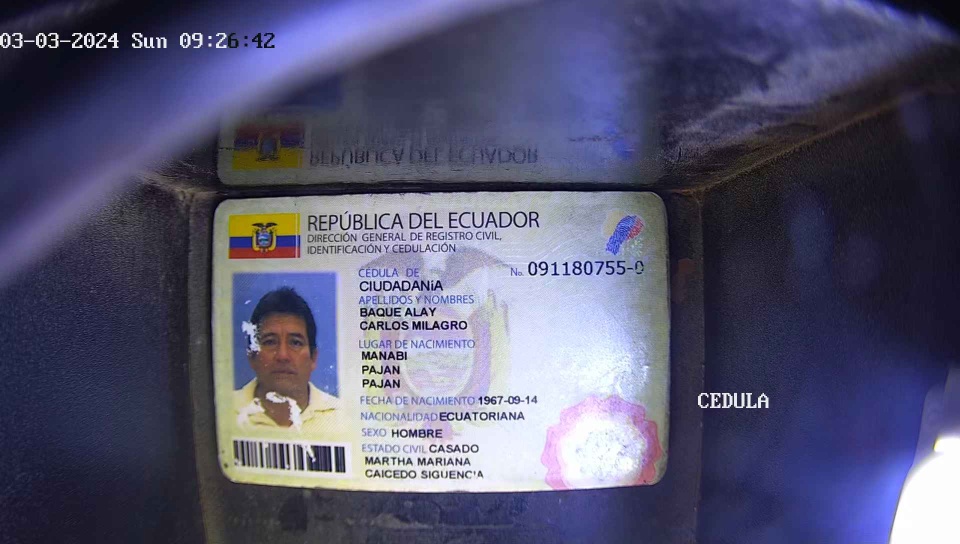 03-03-2024 Sun 09:26:42
REPÚBLICA DEL ECUADOR
REPÚBLICA DEL ECUADOR
DIRECCIÓN GENERAL DE REGISTRO CIVIL,
IDENTIFICACIÓN Y CEDULACIÓN
CÉDULA DE
CIUDADANÍA
No. 091180755-0
APELLIDOS Y NOMBRES
BAQUE ALAY
CARLOS MILAGRO
LUGAR DE NACIMIENTO
MANABI
PAJAN
PAJAN
FECHA DE NACIMIENTO 1967-09-14
NACIONALIDAD ECUATORIANA
SEXO HOMBRE
ESTADO CIVIL CASADO
MARTHA MARIANA
CAICEDO SIGUENCIA
CEDULA